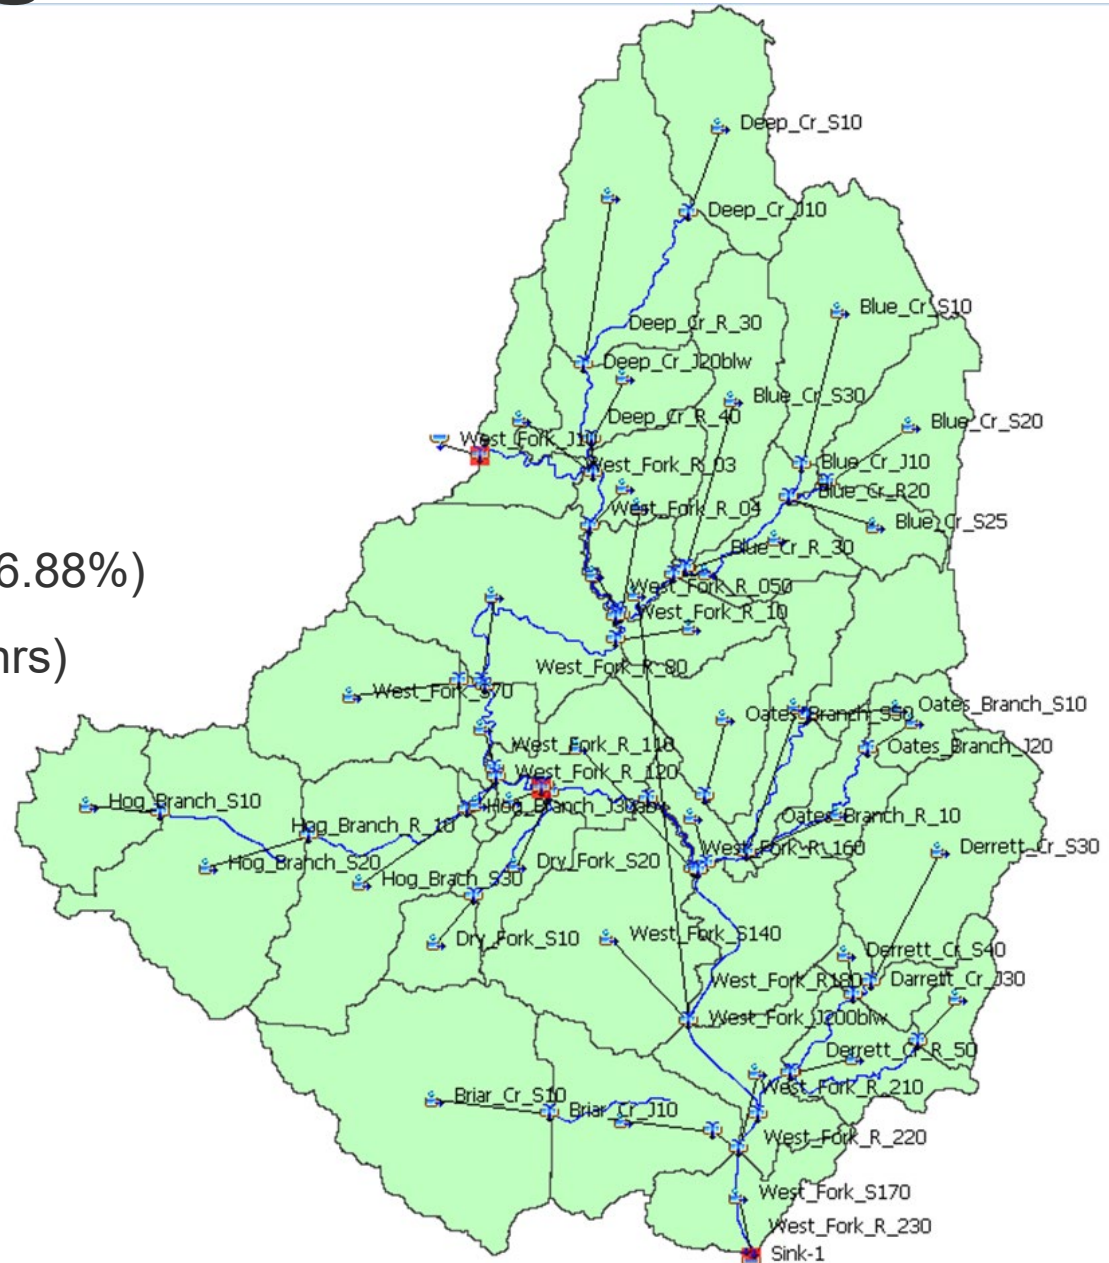 Deep_Cr_S10
Deep_Cr_J10
Blue_Cr_S10
Deep_Cr_R_30
Deep_Cr_J20blw
Blue_Cr_S30
Deep_Cr_R_40
Blue_Cr_S20
West_Fork_J10
Blue_Cr_J10
West_Fork_R_03
Blue_Cr_R20
West_Fork_R_04
Blue_Cr_S25
Blue_Cr_R_30
6.88%)
West_Fork_R_050
West_Fork_R_10
hrs)
West_Fork_R_80
West_Fork_S70
Oates_Branch_S10
Oates_Branch_S50
West_Fork_R_110
Oates_Branch_J20
West_Fork_R_120
Hog_Branch_S10
Hog_Branch_J30abv
Oates_Branch_R_10
Hog_Branch_R_10
West_Fork_R_160
Derrett_Cr_S30
Hog_Branch_S20
Dry_Fork_S20
Hog_Brach_S30
Dry_Fork_S10
West_Fork_S140
Derrett_Cr_S40
West_Fork_R180
Darrett_Cr_J30
West_Fork_J200blw
Derrett_Cr_R_50
West_Fork_R_210
Briar_Cr_S10
Briar_Cr_J10
West_Fork_R_220
West_Fork_S170
West_Fork_R_230
Sink-1